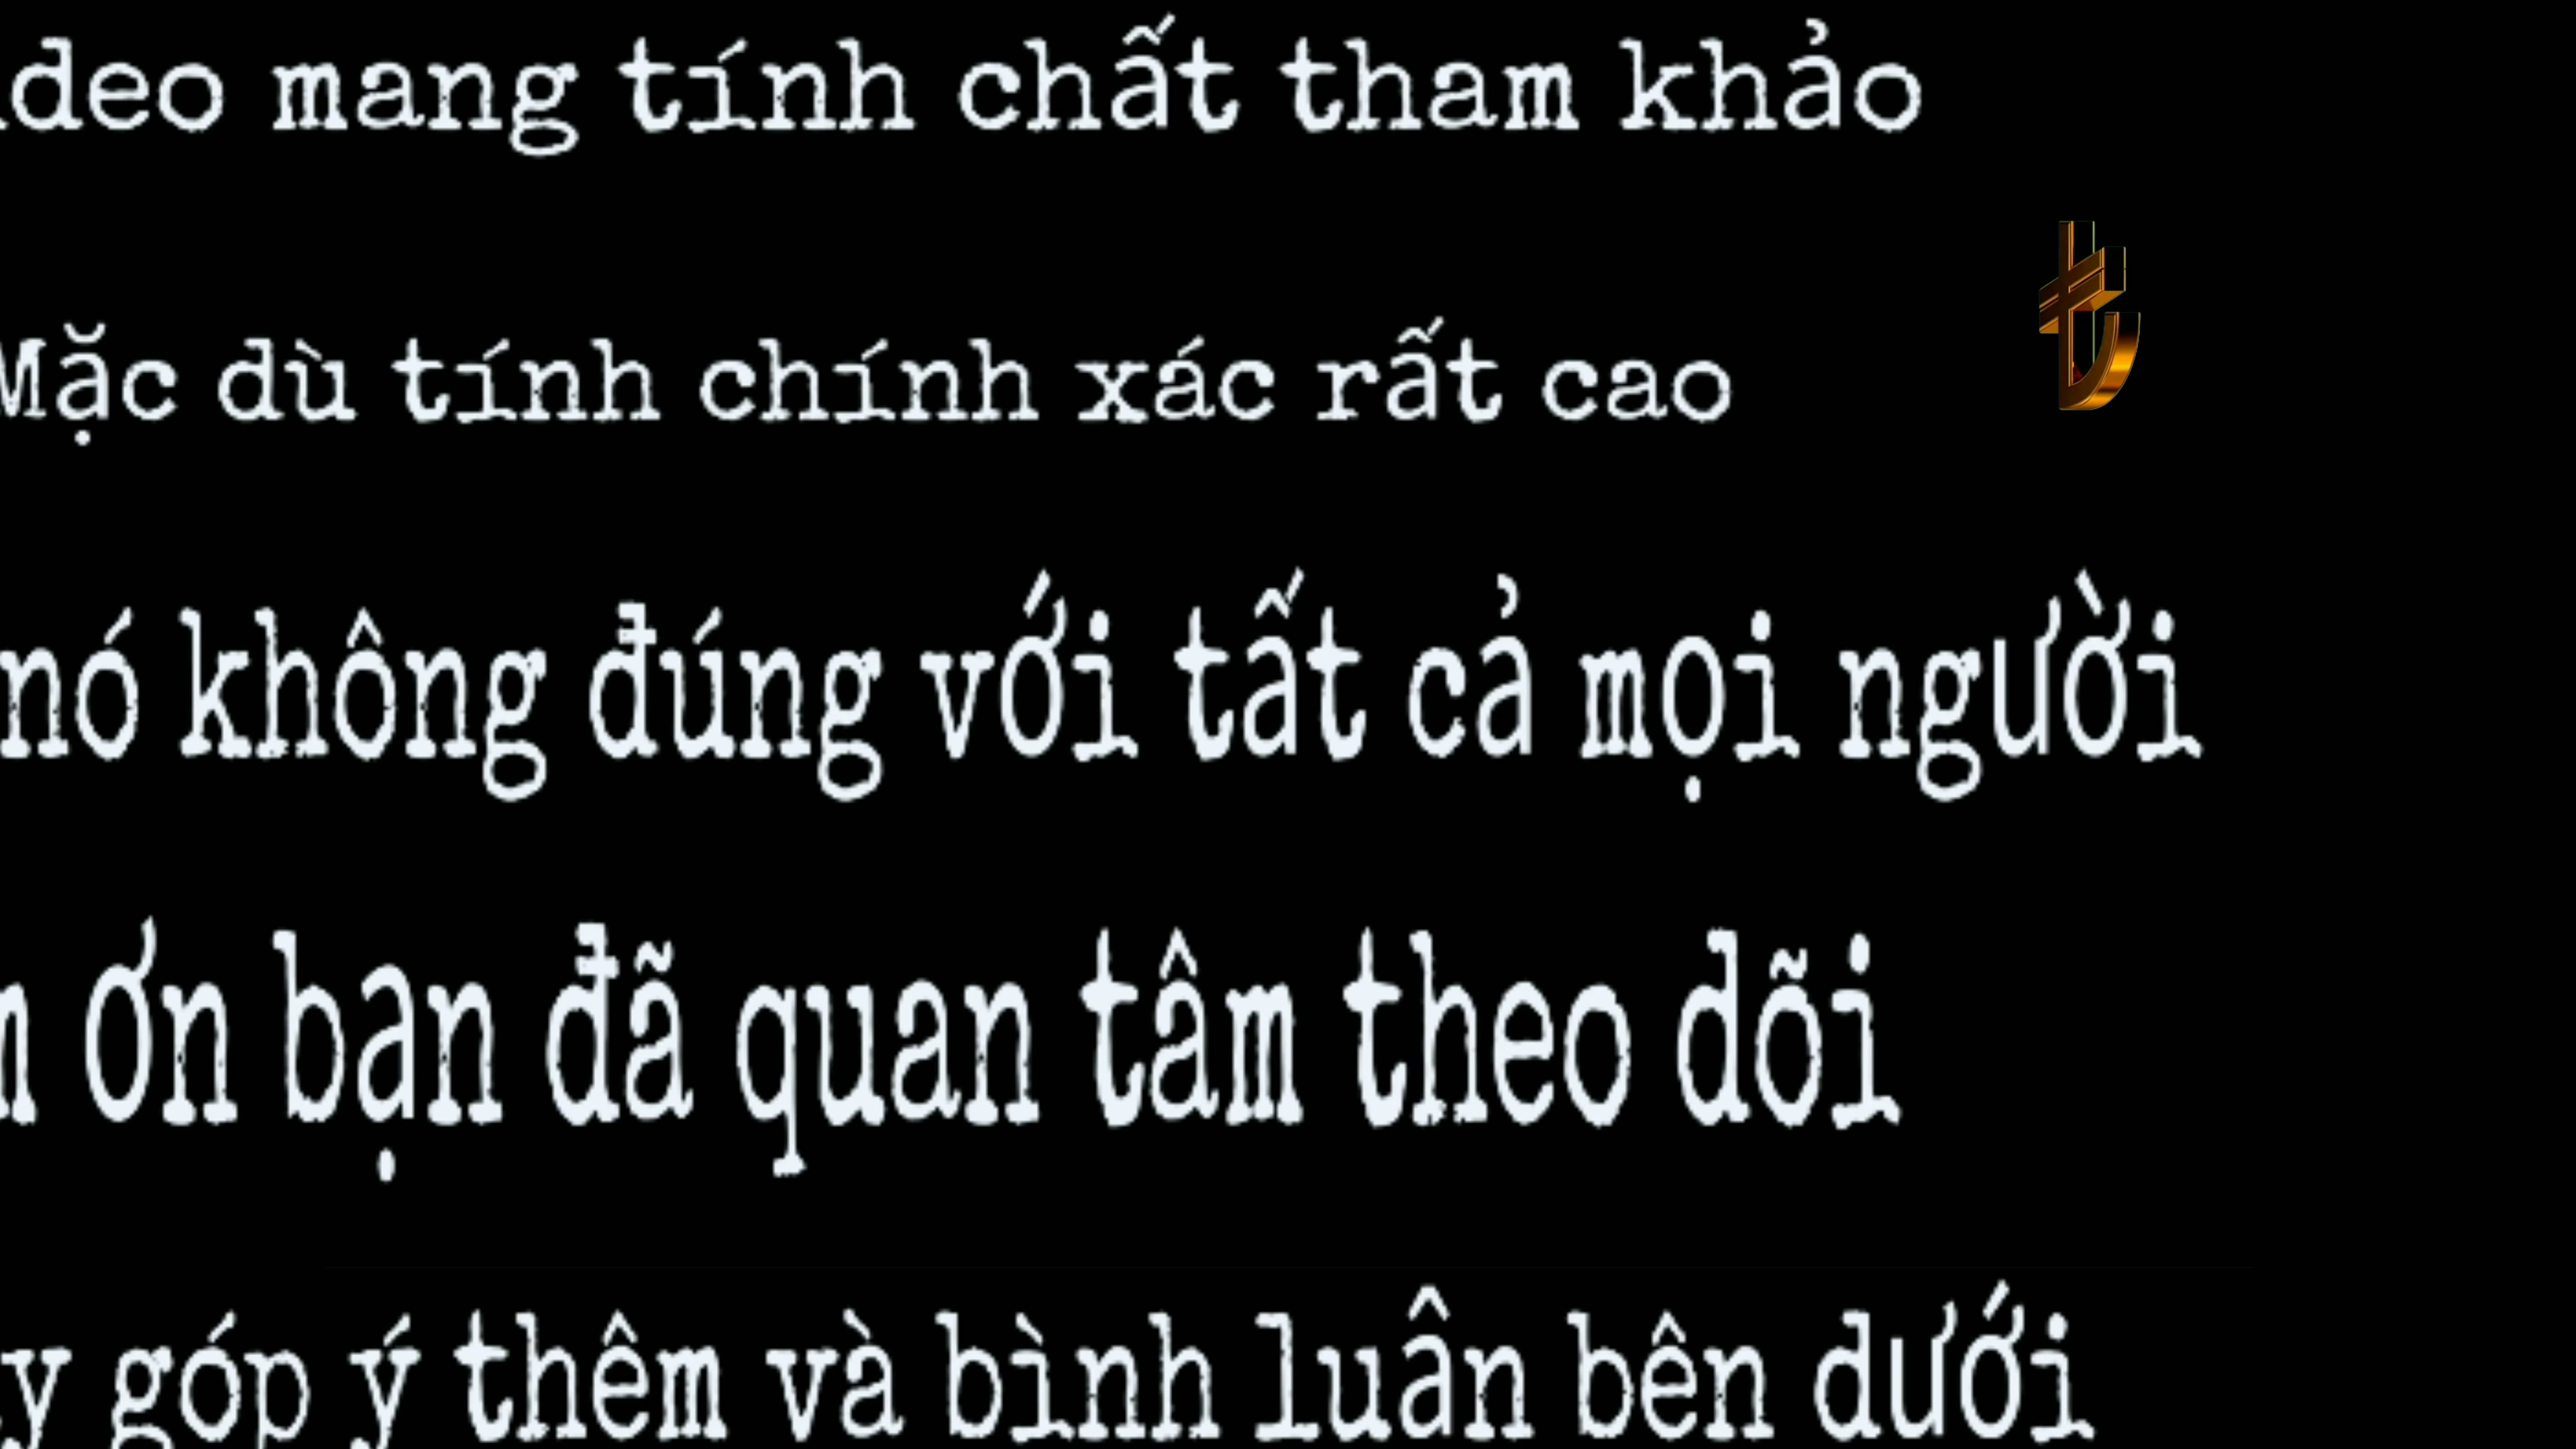 deo mang tính chất tham khảo
₺
Mặc dù tính chính xác rất cao
nó không đúng với tất cả mọi người
ơn bạn đã quan tâm theo dõi
y góp ý thêm và bình luân bên dưới